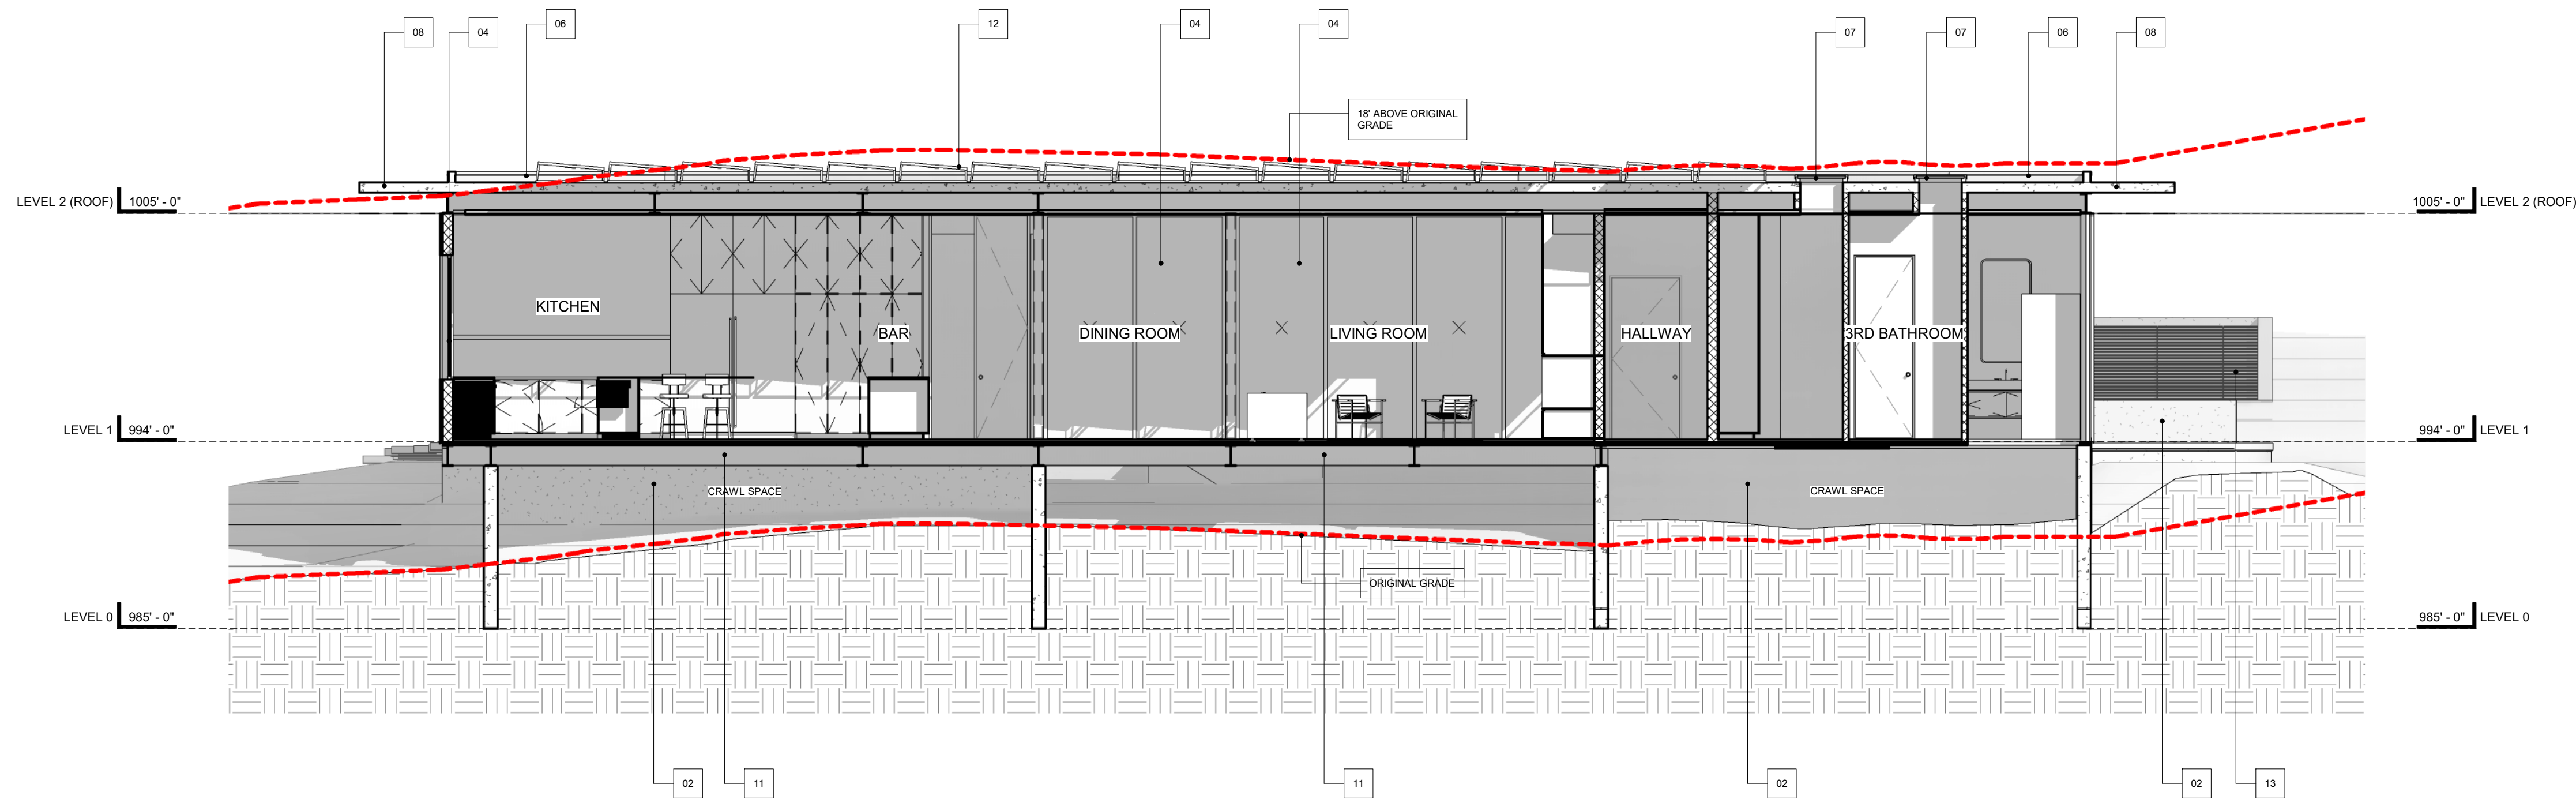 08
04
06
12
04
04
07
07
06
08
18' ABOVE ORIGINAL
GRADE
LEVEL 2 (ROOF) 1005' - 0"
1005' - 0" LEVEL 2 (ROOF)
KITCHEN
BAR
DINING ROOM
LIVING ROOM
HALLWAY
3RD BATHROOM
LEVEL 1 994' - 0"
994' - 0" LEVEL 1
CRAWL SPACE
CRAWL SPACE
ORIGINAL GRADE
LEVEL 0 985' - 0"
985' - 0" LEVEL 0
02
11
11
02
02
13